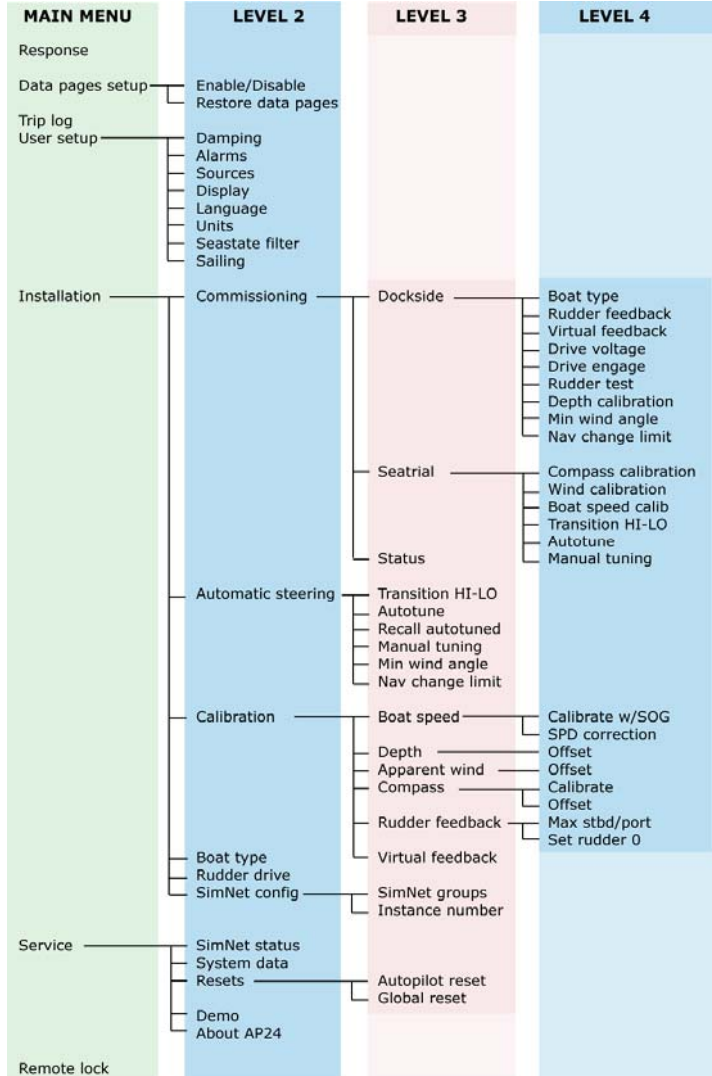 MAIN MENU LEVEL 2 LEVEL 3 LEVEL 4
Response
Data pages setup Enable/Disable
Restore data pages
Trip log
User setup Damping
Alarms
Sources
Display
Language
Units
Seastate filter
Sailing
Installation Commissioning Dockside Boat type
Rudder feedback
Virtual feedback
Drive voltage
Drive engage
Rudder test
Depth calibration
Min wind angle
Nav change limit
Seatrial Compass calibration
Wind calibration
Boat speed calib
Transition HI-LO
Autotune
Status Manual tuning
Automatic steering Transition HI-LO
Autotune
Recall autotuned
Manual tuning
Min wind angle
Nav change limit
Calibration Boat speed Calibrate w/SOG
SPD correction
Depth Offset
Apparent wind Offset
Compass Calibrate
Offset
Rudder feedback Max stbd/port
Set rudder 0
Boat type Virtual feedback
Rudder drive
SimNet config SimNet groups
Instance number
Service SimNet status
System data
Resets Autopilot reset
Global reset
Demo
About AP24
Remote lock